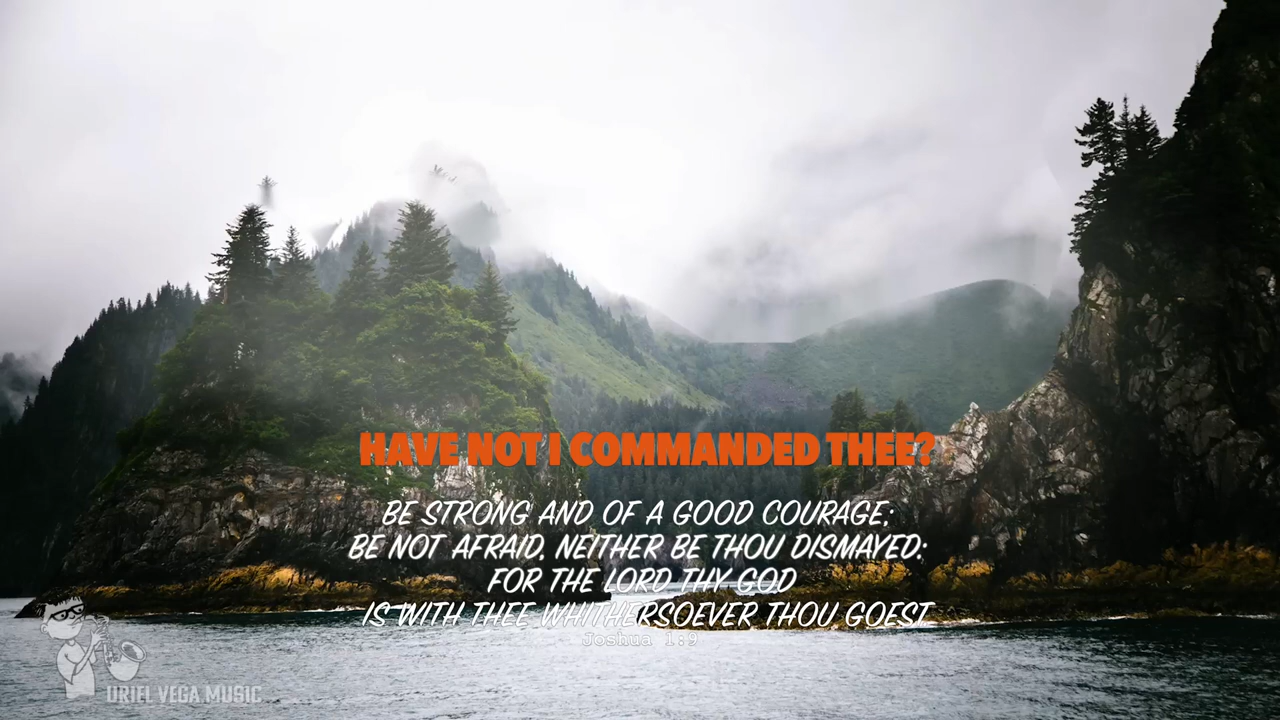 HAVE NOT I COMMANDED THEE?
BE STRONG AND OF A GOOD COURAGE;
BE NOT AFRAID, NEITHER BE THOU DISMAYED:
FOR THE LORD THY GOD
IS WITH THEE WHITHERSOEVER THOU GOEST
Joshua 1:9
URIEL VEGA MUSIC